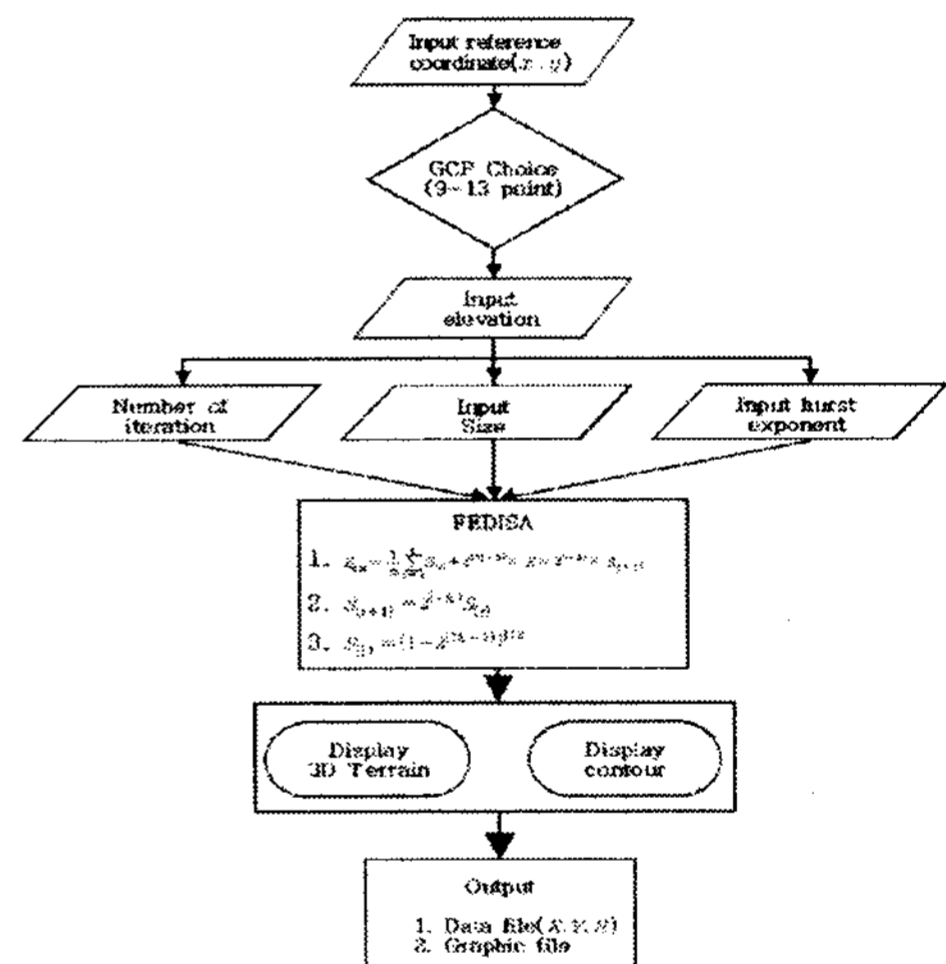 Input reference
coordinate(x, y)
GCP Choice
(9~13 point)
Input
elevation
Number of
iteration
Input
Size
Input hurst
exponent
FEDISA
1.
2.
3.
Display
3D Terrain
Display
contour
Output
1. Data file(X,Y,Z)
2. Graphic file